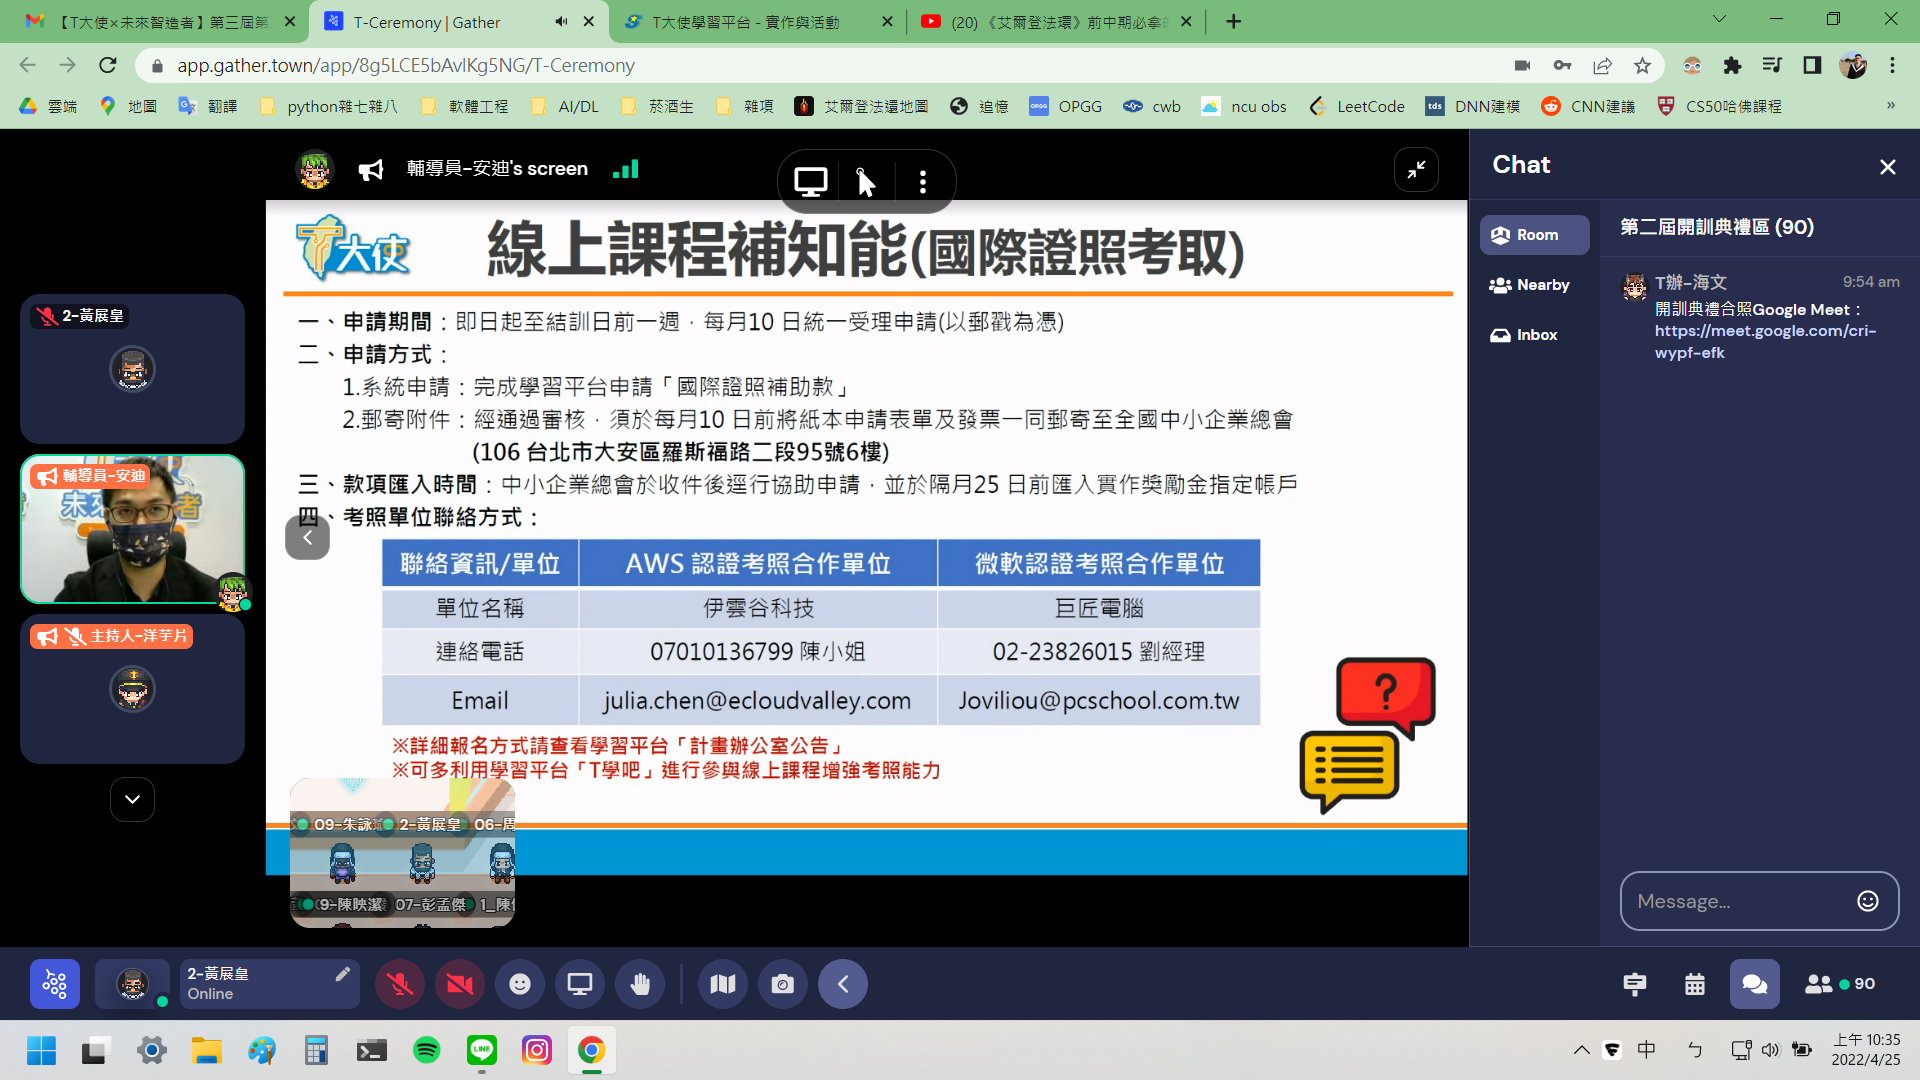 【T大使×未來智造者】第三屆第
T-Ceremony | Gather
T大使學習平台 - 實作與活動
(20) 《艾爾登法環》前中期必拿
app.gather.town/app/8g5LCE5bAvlKg5NG/T-Ceremony
雲端
地圖
翻譯
python雜七雜八
軟體工程
AI/DL
菸酒生
雜項
艾爾登法還地圖
追憶
OPGG
cwb
ncu obs
LeetCode
DNN建模
CNN建議
CS50哈佛課程
輔導員-安迪's screen
T大使
線上課程補知能(國際證照考取)
一、申請期間：即日起至結訓日前一週，每月10 日統一受理申請(以郵戳為憑)
二、申請方式：
1.系統申請：完成學習平台申請「國際證照補助款」
2.郵寄附件：經通過審核，須於每月10 日前將紙本申請表單及發票一同郵寄至全國中小企業總會
(106 台北市大安區羅斯福路二段95號6樓)
三、款項匯入時間：中小企業總會於收件後逕行協助申請，並於隔月25 日前匯入實作獎勵金指定帳戶
四、考照單位聯絡方式：
聯絡資訊/單位 AWS 認證考照合作單位 微軟認證考照合作單位
單位名稱 伊雲谷科技 巨匠電腦
連絡電話 07010136799 陳小姐 02-23826015 劉經理
Email julia.chen@ecloudvalley.com Joviliou@pcschool.com.tw
※詳細報名方式請查看學習平台「計畫辦公室公告」
※可多利用學習平台「T學吧」進行參與線上課程增強考照能力
2-黃展皇
輔導員-安迪
主持人-洋芋片
09-朱詠 2-黃展皇 06-周
9-陳映潔 07-彭孟傑 1_陳
Chat
Room
Nearby
Inbox
第二屆開訓典禮區 (90)
T辦-海文 9:54 am
開訓典禮合照Google Meet：
https://meet.google.com/cri-
wypf-efk
Message...
2-黃展皇
Online
90
中
ㄅ
上午 10:35
2022/4/25